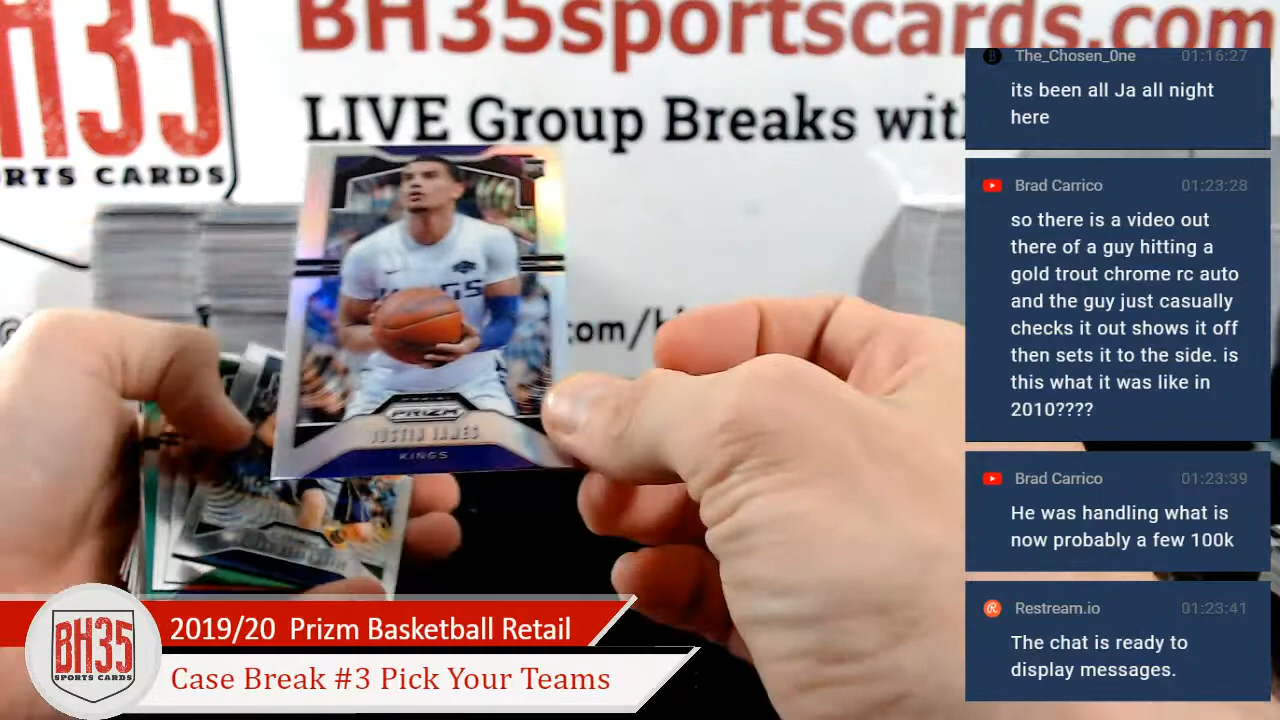 BH35
RTS CARDS
BH35sportscards.com
LIVE Group Breaks wit
.com/
KINGS
PRIZM
JUSTIN JAMES
KINGS
BH35
SPORTS CARDS
2019/20 Prizm Basketball Retail
Case Break #3 Pick Your Teams
The_Chosen_0ne 01:16:27
its been all Ja all night
here
Brad Carrico 01:23:28
so there is a video out
there of a guy hitting a
gold trout chrome rc auto
and the guy just casually
checks it out shows it off
then sets it to the side. is
this what it was like in
2010????
Brad Carrico 01:23:39
He was handling what is
now probably a few 100k
Restream.io 01:23:41
The chat is ready to
display messages.